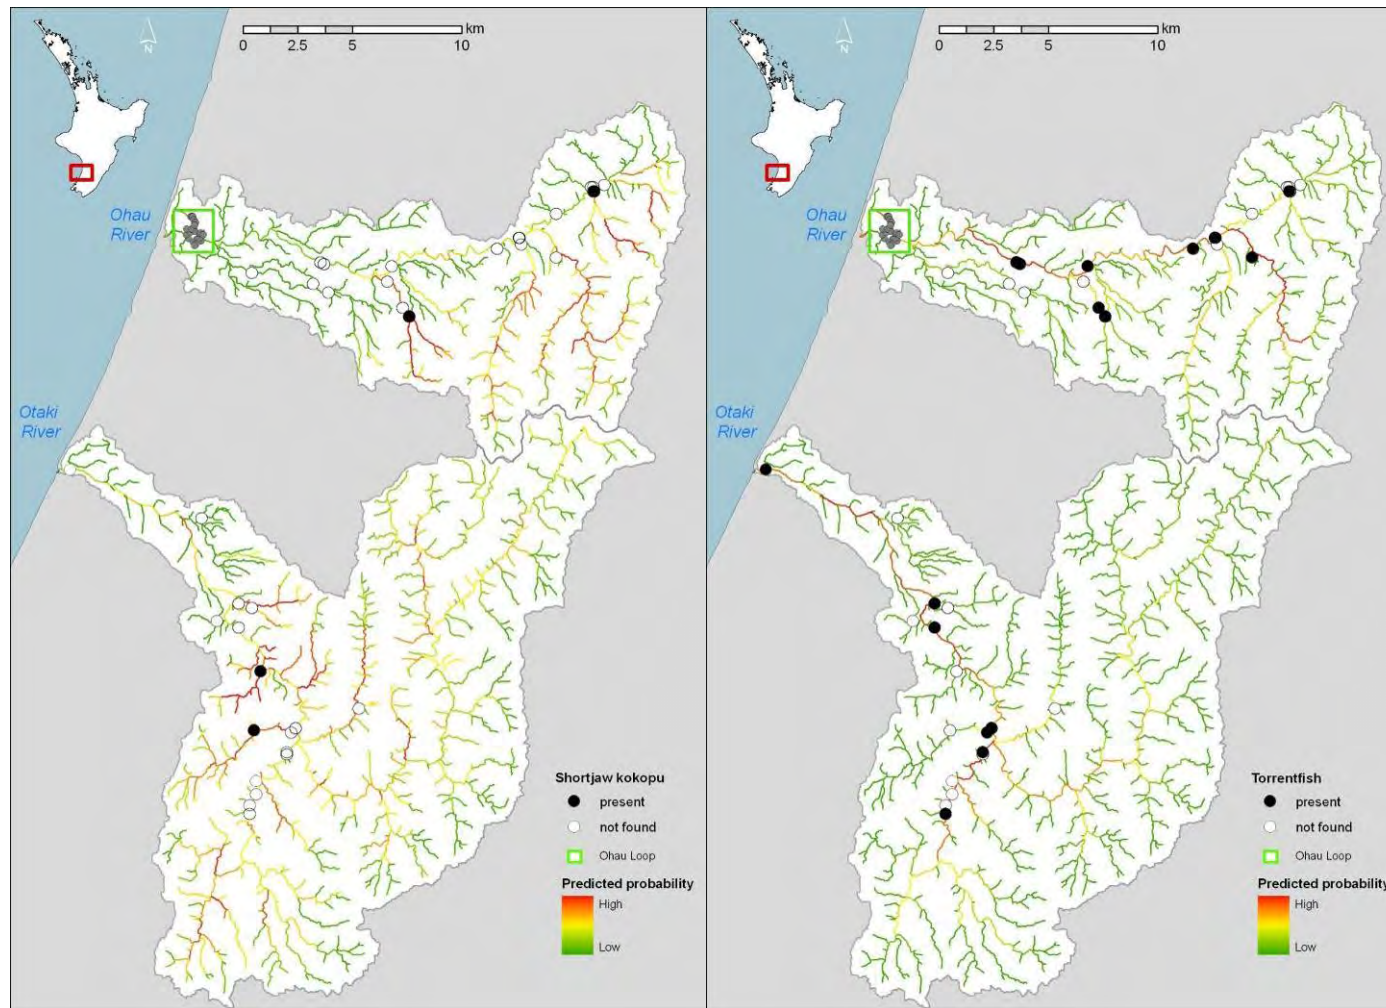 N
km
0 2.5 5 10
Ohau
River
Otaki
River
Shortjaw kokopu
present
not found
Ohau Loop
Predicted probability
High
Low
N
km
0 2.5 5 10
Ohau
River
Otaki
River
Torrentfish
present
not found
Ohau Loop
Predicted probability
High
Low